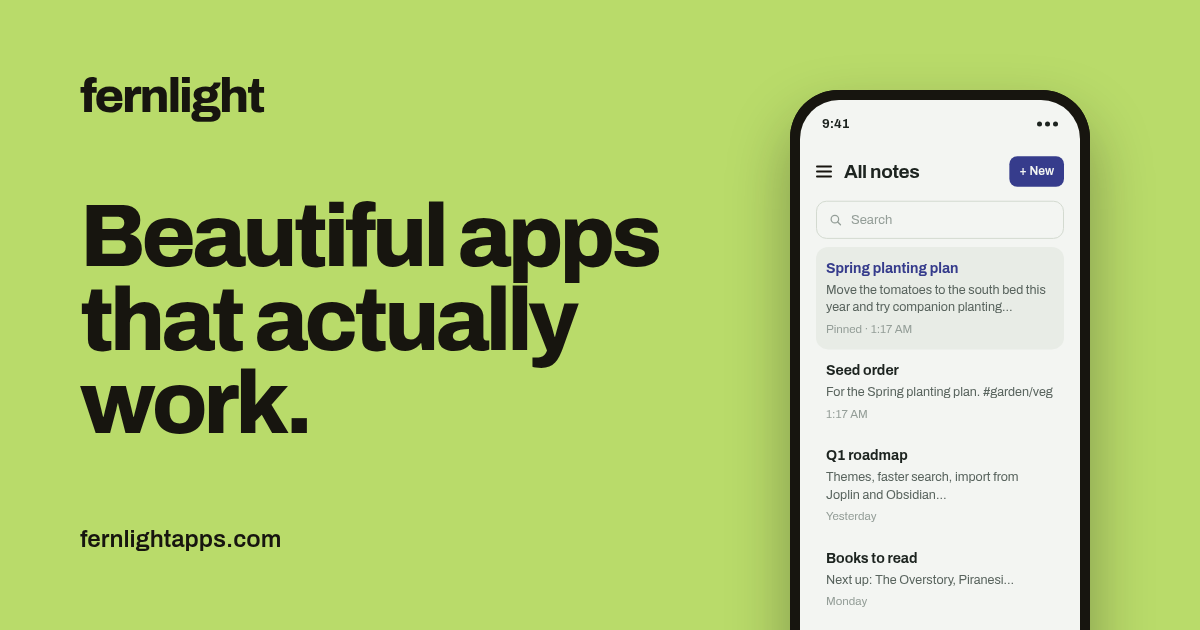 fernlight
Beautiful apps
that actually
work.
fernlightapps.com
9:41
All notes
+ New
Search
Spring planting plan
Move the tomatoes to the south bed this
year and try companion planting...
Pinned · 1:17 AM
Seed order
For the Spring planting plan. #garden/veg
1:17 AM
Q1 roadmap
Themes, faster search, import from
Joplin and Obsidian...
Yesterday
Books to read
Next up: The Overstory, Piranesi...
Monday